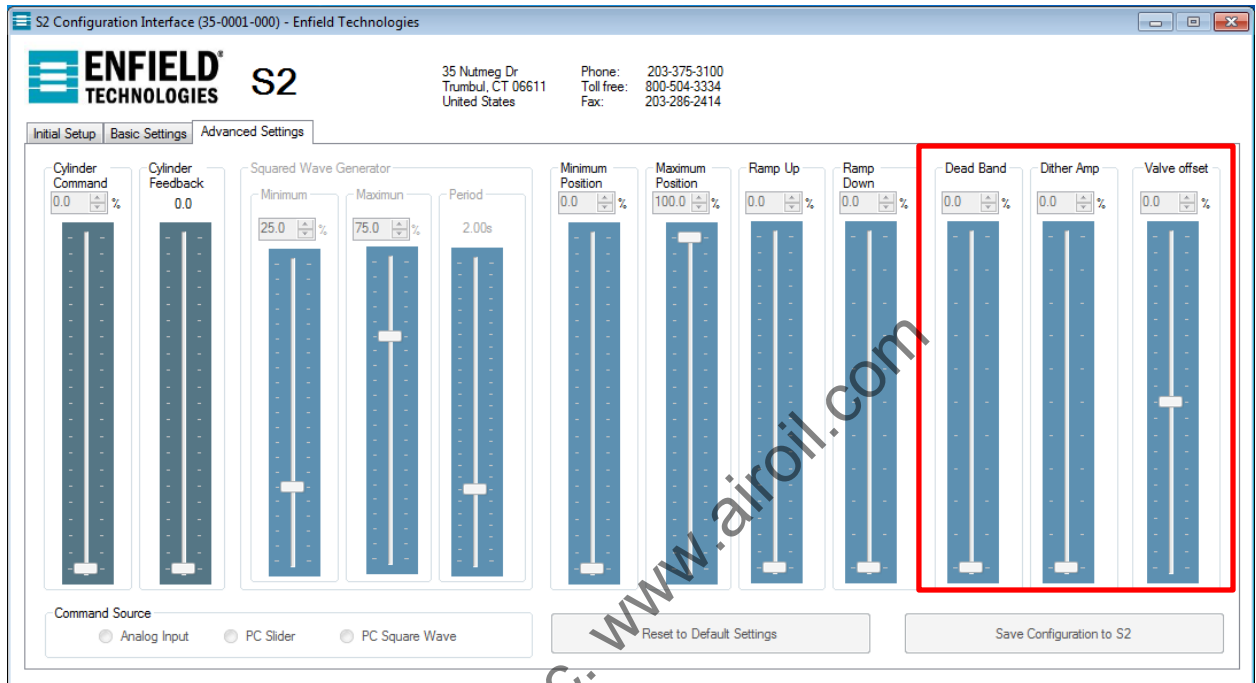 S2 Configuration Interface (35-0001-000) - Enfield Technologies
ENFIELD®
TECHNOLOGIES
S2
35 Nutmeg Dr
Trumbul, CT 06611
United States
Phone: 203-375-3100
Toll free: 800-504-3334
Fax: 203-286-2414
Initial Setup Basic Settings Advanced Settings
Cylinder Command
0.0 %
Cylinder Feedback
0.0
Squared Wave Generator
Minimum
25.0 %
Maximun
75.0 %
Period
2.00s
Minimum Position
0.0 %
Maximum Position
100.0 %
Ramp Up
0.0 %
Ramp Down
0.0 %
Dead Band
0.0 %
Dither Amp
0.0 %
Valve offset
0.0 %
Command Source
Analog Input PC Slider PC Square Wave
Reset to Default Settings
Save Configuration to S2
c. www.airoil.com